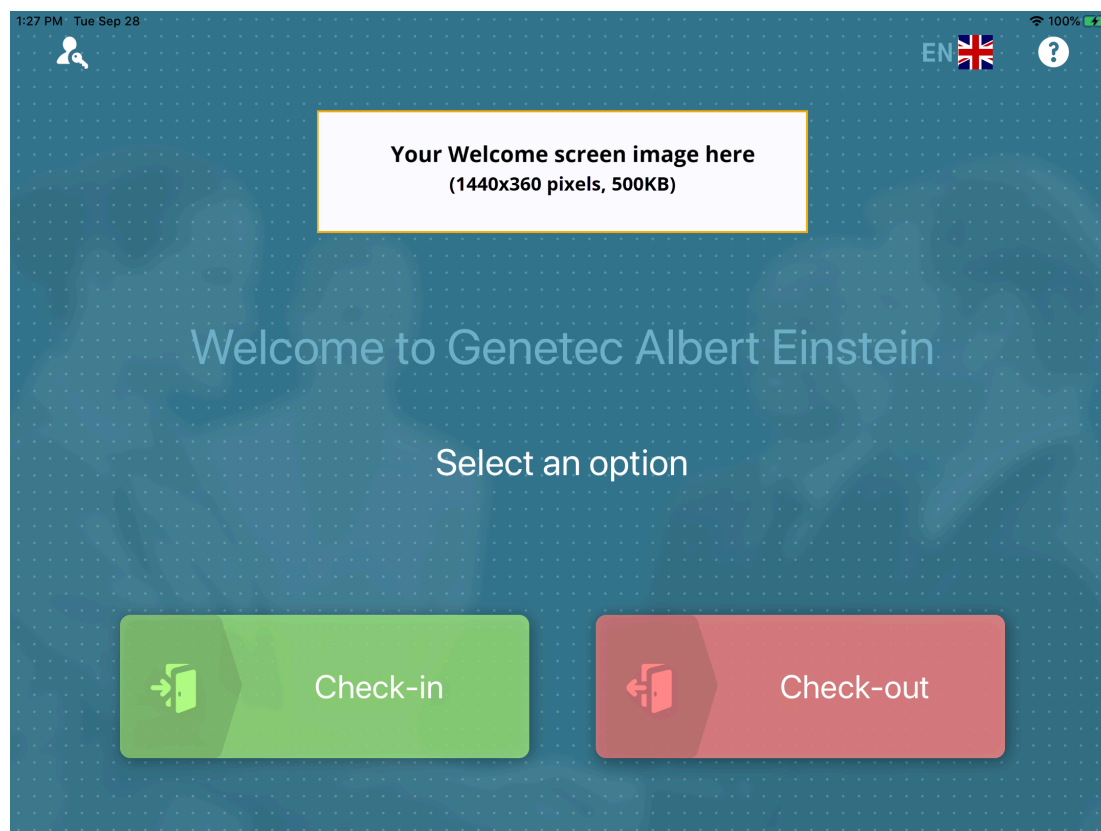 1:27 PM Tue Sep 28
100%
EN
?
Your Welcome screen image here
(1440x360 pixels, 500KB)
Welcome to Genetec Albert Einstein
Select an option
Check-in
Check-out